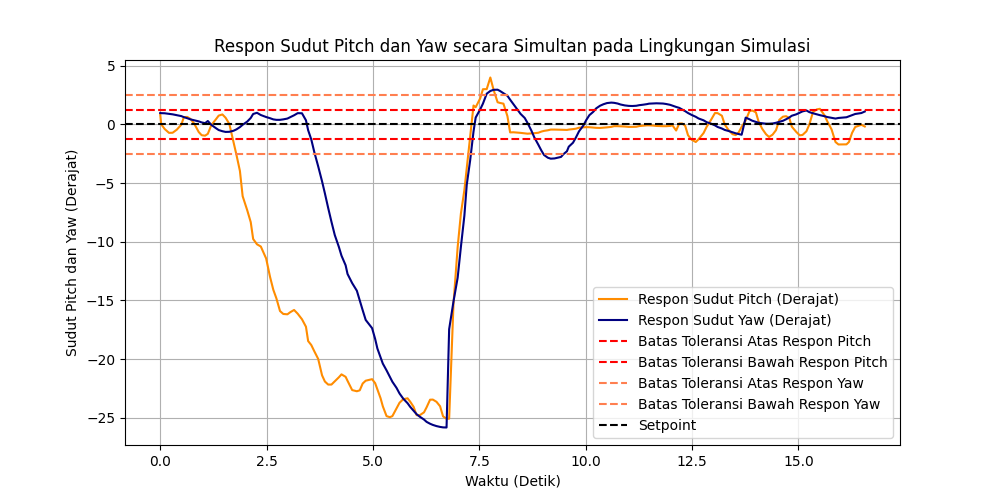 Respon Sudut Pitch dan Yaw secara Simultan pada Lingkungan Simulasi
Sudut Pitch dan Yaw (Derajat)
5
0
−5
−10
−15
−20
−25
0.0 2.5 5.0 7.5 10.0 12.5 15.0
Waktu (Detik)
Respon Sudut Pitch (Derajat)
Respon Sudut Yaw (Derajat)
Batas Toleransi Atas Respon Pitch
Batas Toleransi Bawah Respon Pitch
Batas Toleransi Atas Respon Yaw
Batas Toleransi Bawah Respon Yaw
Setpoint